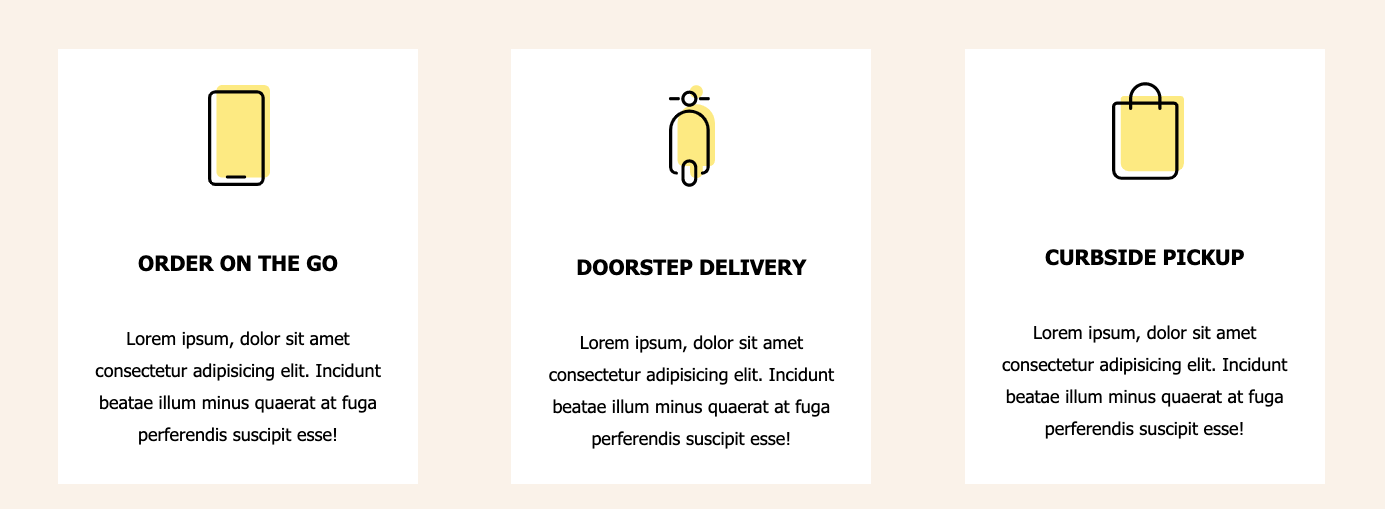 ORDER ON THE GO
Lorem ipsum, dolor sit amet
consectetur adipisicing elit. Incidunt
beatae illum minus quaerat at fuga
perferendis suscipit esse!
DOORSTEP DELIVERY
Lorem ipsum, dolor sit amet
consectetur adipisicing elit. Incidunt
beatae illum minus quaerat at fuga
perferendis suscipit esse!
CURBSIDE PICKUP
Lorem ipsum, dolor sit amet
consectetur adipisicing elit. Incidunt
beatae illum minus quaerat at fuga
perferendis suscipit esse!